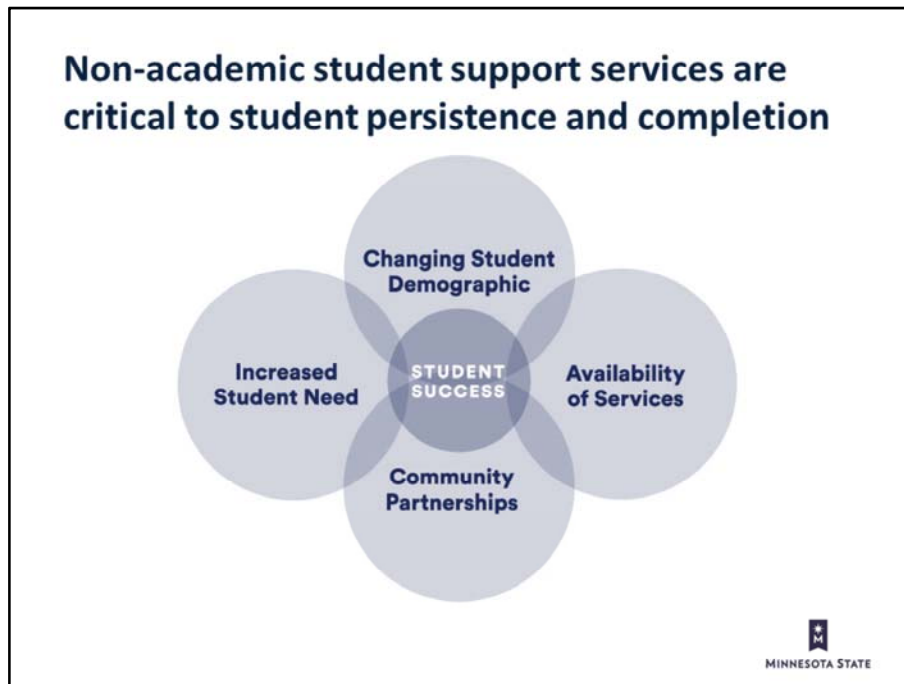 Non-academic student support services are
critical to student persistence and completion
Changing Student
Demographic
Increased
Student Need
STUDENT
SUCCESS
Availability
of Services
Community
Partnerships
M
MINNESOTA STATE